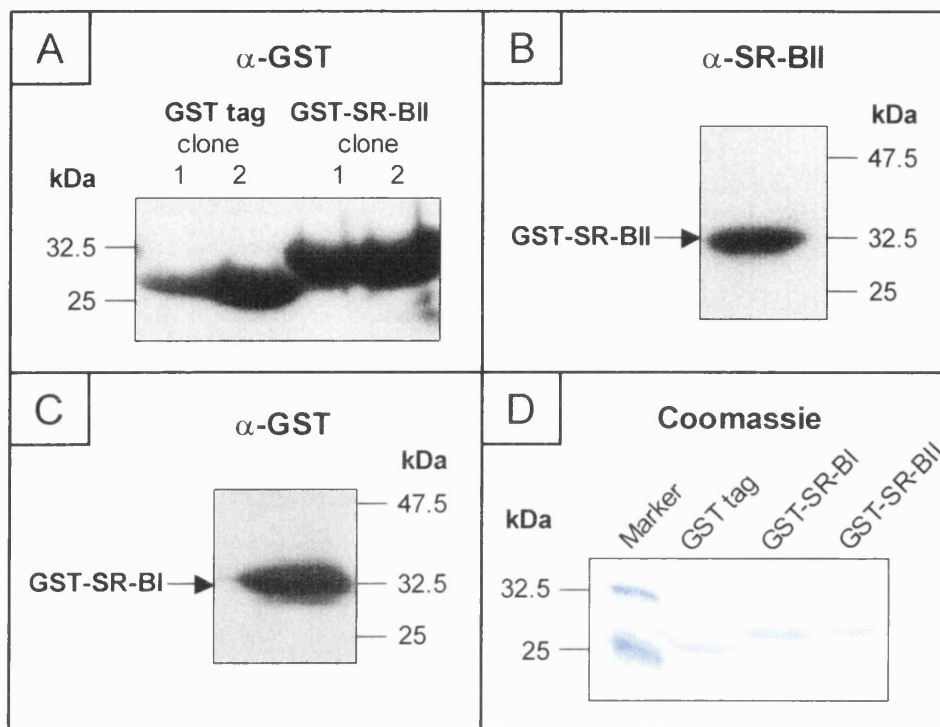 A
α-GST
GST tag GST-SR-BII
clone clone
kDa 1 2 1 2
32.5
25
B
α-SR-BII
kDa
47.5
GST-SR-BII 32.5
25
C
α-GST
kDa
47.5
GST-SR-BI 32.5
25
D
Coomassie
kDa Marker GST tag GST-SR-BI GST-SR-BII
32.5
25